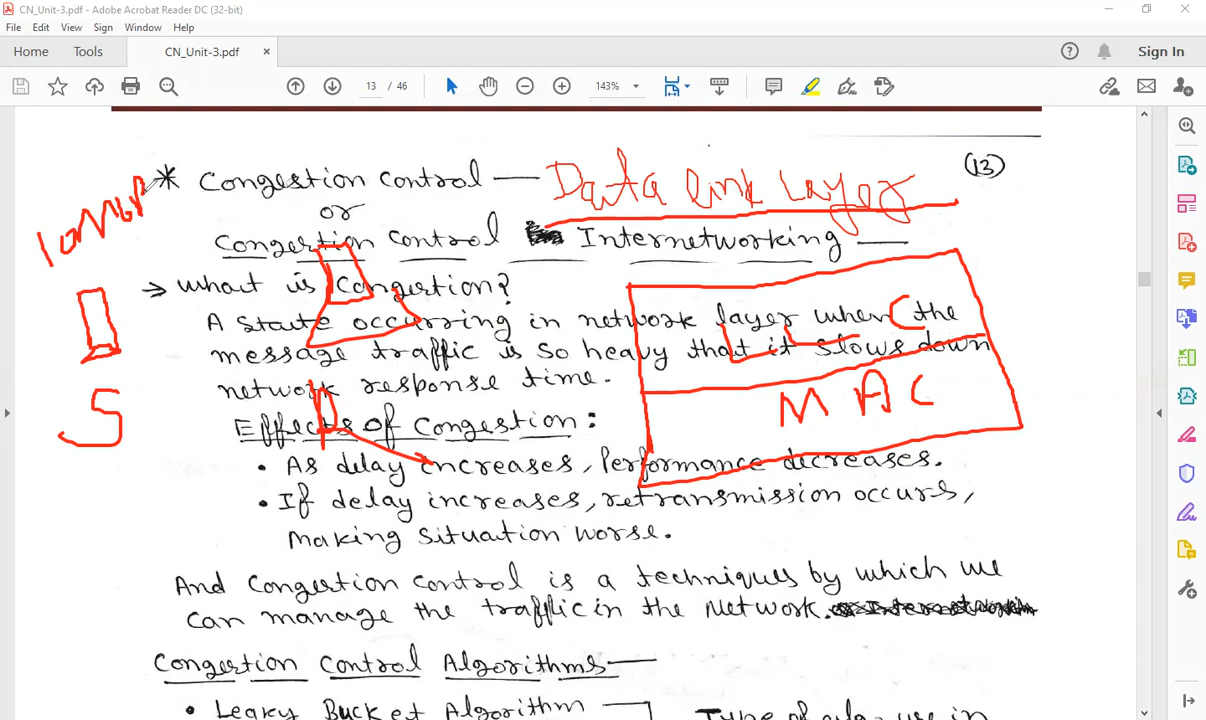 CN_Unit-3.pdf - Adobe Acrobat Reader DC (32-bit)
File Edit View Sign Window Help
Home Tools CN_Unit-3.pdf × Sign In
13 / 46 143%
* Congestion Control — Data link Layer (13)
or
Congestion Control Internetworking —
10 MBP
→ What is Congestion?
A state occurring in network layer when the
message traffic is so heavy that it slows down
network response time.
LLC
MAC
S
Effects of Congestion:
• As delay increases, Performance decreases.
• If delay increases, retransmission occurs,
making situation worse.
And Congestion control is a techniques by which we
can manage the traffic in the network.
Congestion Control Algorithms—
• Leaky Bucket Algorithm